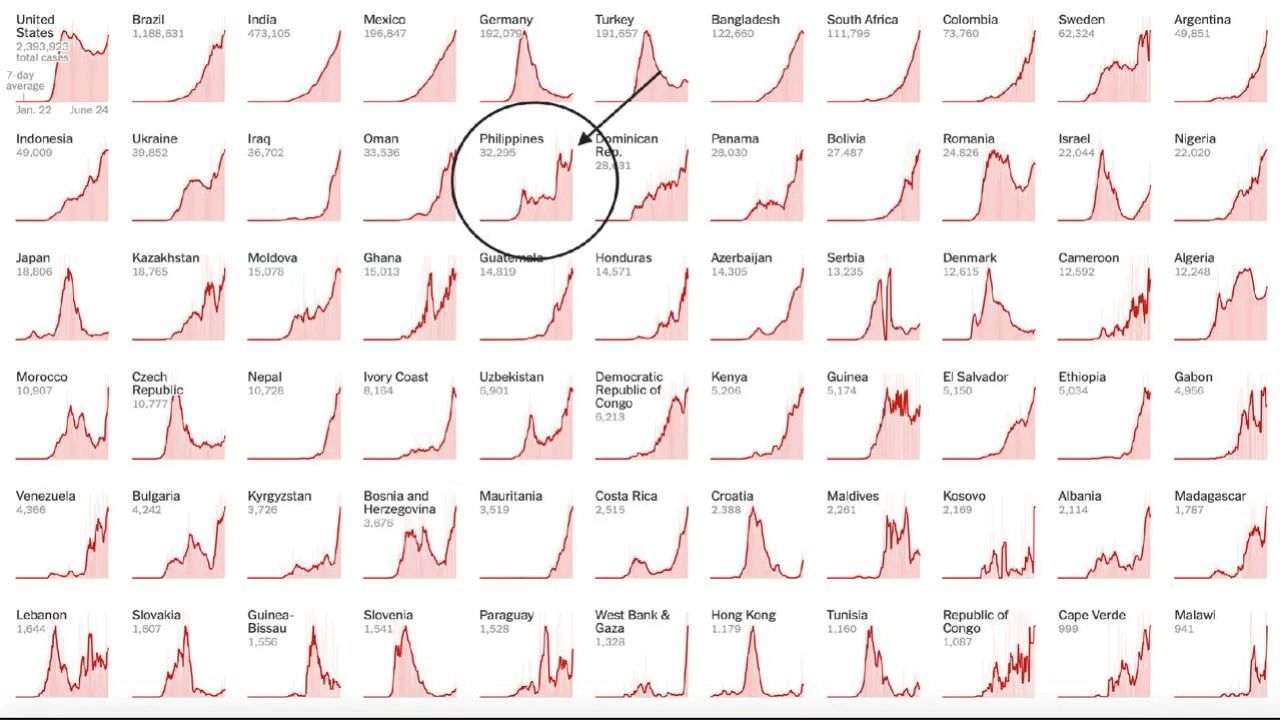 United
States
2,393,923
total cases
7-day
average
Jan. 22 June 24
Brazil
1,188,631
India
473,105
Mexico
196,847
Germany
192,079
Turkey
191,657
Bangladesh
122,660
South Africa
111,796
Colombia
73,760
Sweden
62,324
Argentina
49,851
Indonesia
49,009
Ukraine
39,852
Iraq
36,702
Oman
33,536
Philippines
32,295
Dominican
Rep.
28,631
Panama
28,030
Bolivia
27,487
Romania
24,826
Israel
22,044
Nigeria
22,020
Japan
18,806
Kazakhstan
18,765
Moldova
15,078
Ghana
15,013
Guatemala
14,819
Honduras
14,571
Azerbaijan
14,305
Serbia
13,235
Denmark
12,615
Cameroon
12,592
Algeria
12,248
Morocco
10,907
Czech
Republic
10,777
Nepal
10,728
Ivory Coast
8,164
Uzbekistan
6,901
Democratic
Republic of
Congo
6,213
Kenya
5,206
Guinea
5,174
El Salvador
5,150
Ethiopia
5,034
Gabon
4,956
Venezuela
4,366
Bulgaria
4,242
Kyrgyzstan
3,726
Bosnia and
Herzegovina
3,676
Mauritania
3,519
Costa Rica
2,515
Croatia
2,388
Maldives
2,261
Kosovo
2,169
Albania
2,114
Madagascar
1,787
Lebanon
1,644
Slovakia
1,607
Guinea-
Bissau
1,556
Slovenia
1,541
Paraguay
1,528
West Bank &
Gaza
1,328
Hong Kong
1,179
Tunisia
1,160
Republic of
Congo
1,087
Cape Verde
999
Malawi
941